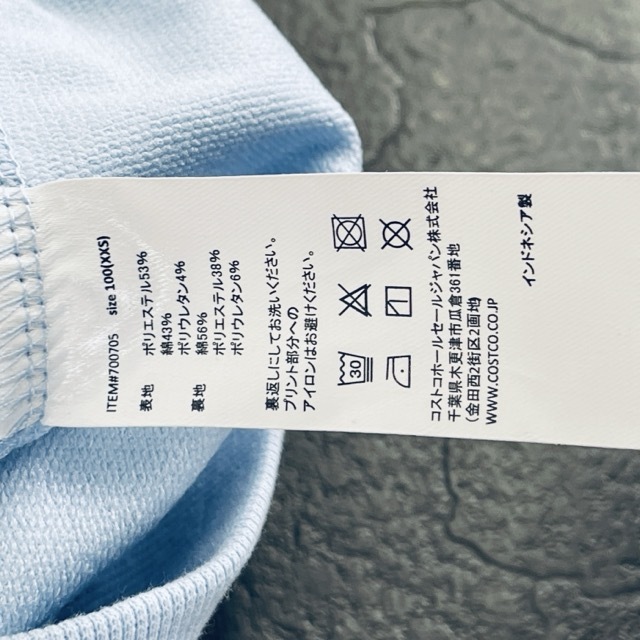 ITEM#700705 size 100(XXS)
表地 ポリエステル53%
綿43%
ポリウレタン4%
裏地 綿56%
ポリエステル38%
ポリウレタン6%
裏返しにしてお洗いください。
プリント部分への
アイロンはお避けください。
30
コストコホールセールジャパン株式会社
千葉県木更津市瓜倉361番地
(金田西2街区2画地)
WWW.COSTCO.CO.JP
インドネシア製